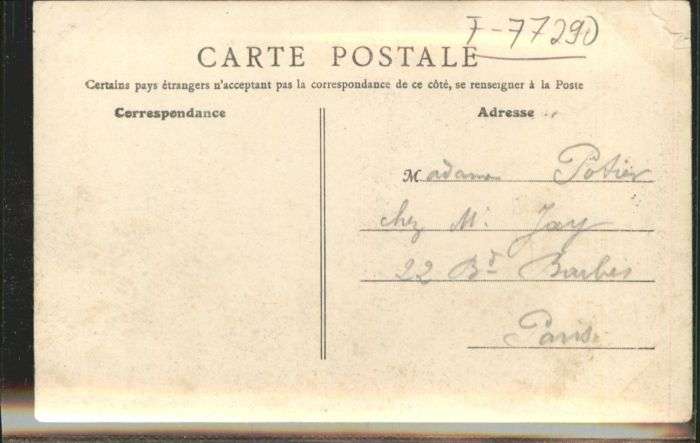 F-77290
CARTE POSTALE
Certains pays étrangers n'acceptant pas la correspondance de ce côté, se renseigner à la Poste
Correspondance
Adresse
Madame Potier
chez Mr Jay
22 Bd Barbès
Paris.